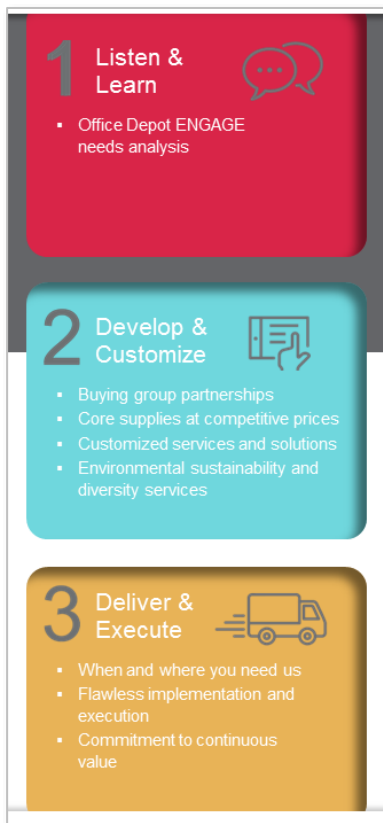 1 Listen &
Learn
▪ Office Depot ENGAGE
needs analysis
2 Develop &
Customize
▪ Buying group partnerships
▪ Core supplies at competitive prices
▪ Customized services and solutions
▪ Environmental sustainability and
diversity services
3 Deliver &
Execute
▪ When and where you need us
▪ Flawless implementation and
execution
▪ Commitment to continuous
value